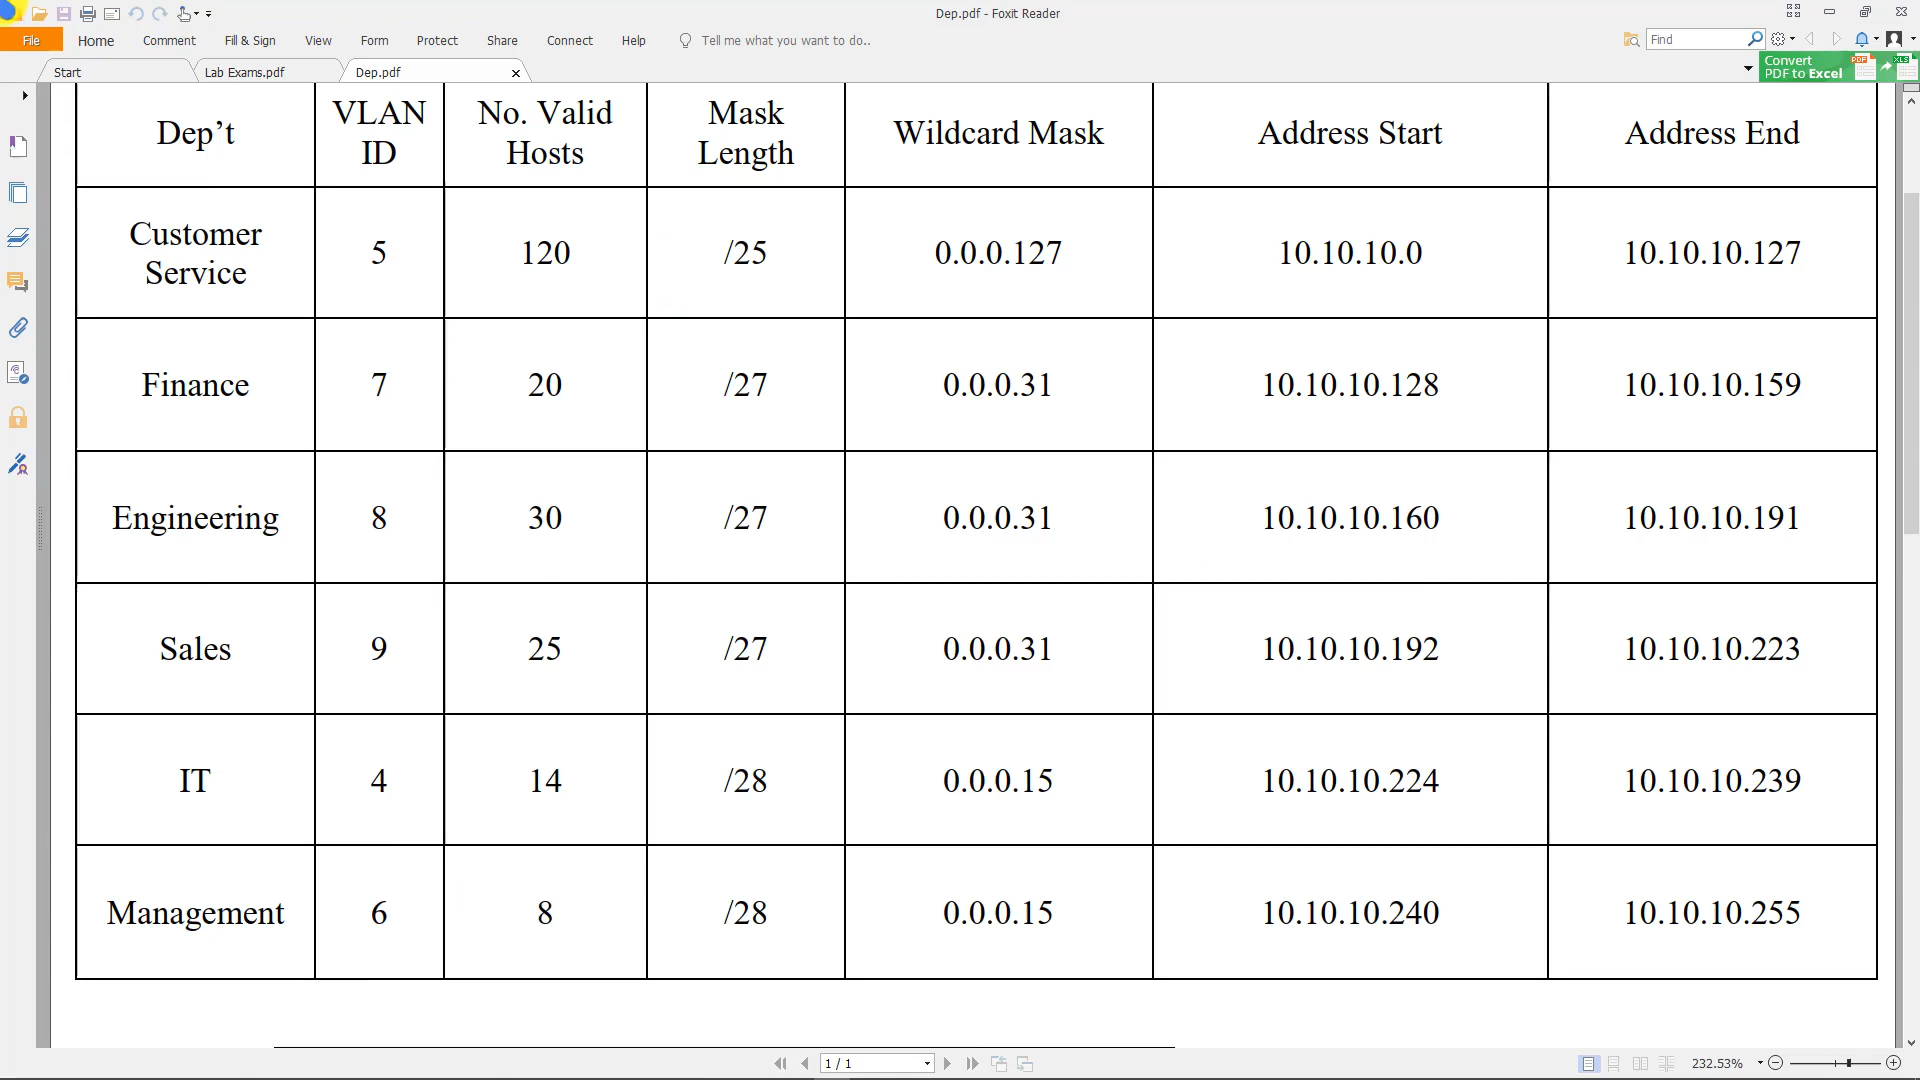 Dep.pdf - Foxit Reader
File Home Comment Fill & Sign View Form Protect Share Connect Help Tell me what you want to do.. Find
Start Lab Exams.pdf Dep.pdf
Convert
PDF to Excel
PDF XLS
Dep't VLAN ID No. Valid Hosts Mask Length Wildcard Mask Address Start Address End
Customer Service 5 120 /25 0.0.0.127 10.10.10.0 10.10.10.127
Finance 7 20 /27 0.0.0.31 10.10.10.128 10.10.10.159
Engineering 8 30 /27 0.0.0.31 10.10.10.160 10.10.10.191
Sales 9 25 /27 0.0.0.31 10.10.10.192 10.10.10.223
IT 4 14 /28 0.0.0.15 10.10.10.224 10.10.10.239
Management 6 8 /28 0.0.0.15 10.10.10.240 10.10.10.255
1 / 1 232.53%